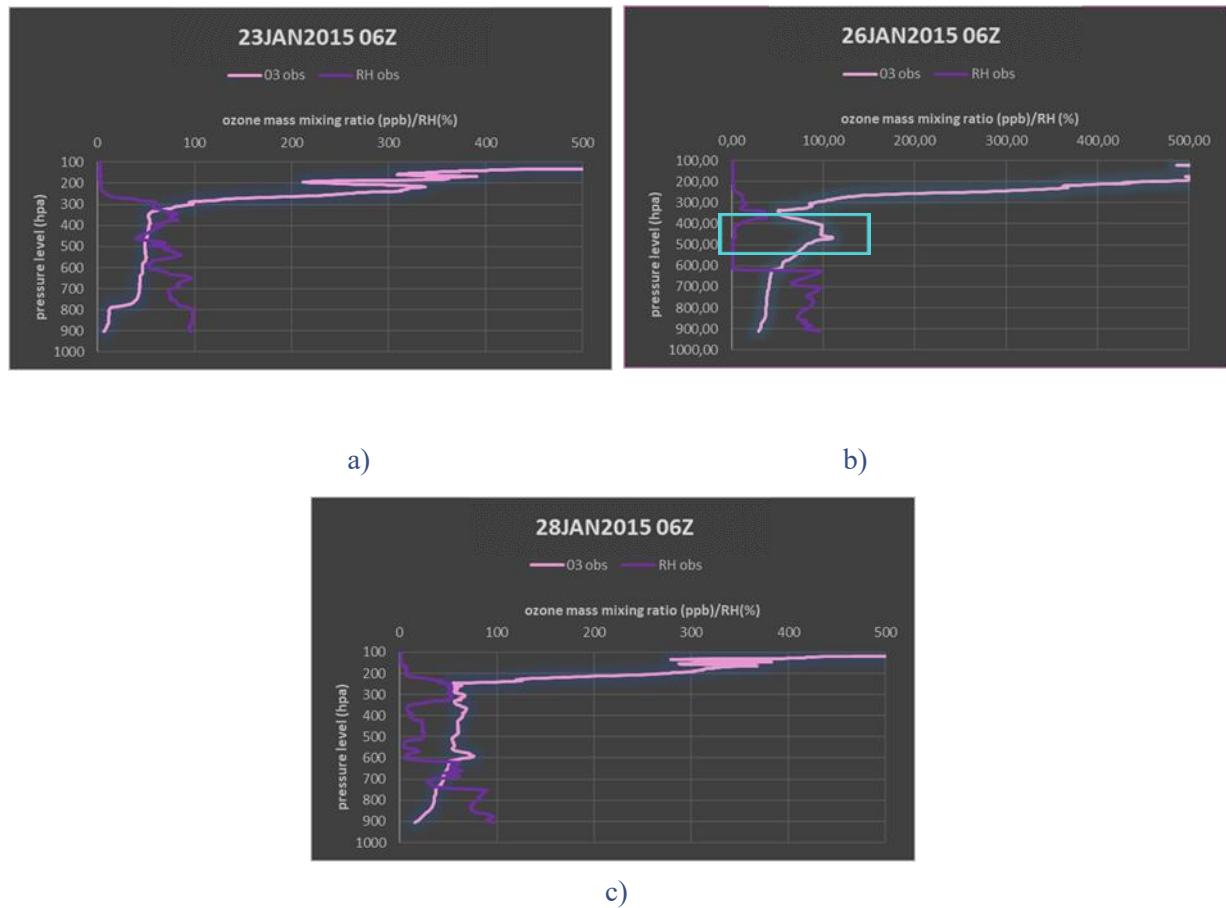 23JAN2015 06Z
03 obs RH obs
ozone mass mixing ratio (ppb)/RH(%)
0 100 200 300 400 500
pressure level (hpa)
100
200
300
400
500
600
700
800
900
1000
26JAN2015 06Z
03 obs RH obs
ozone mass mixing ratio (ppb)/RH (%)
0,00 100,00 200,00 300,00 400,00 500,00
pressure level (hpa)
100,00
200,00
300,00
400,00
500,00
600,00
700,00
800,00
900,00
1000,00
a) b)
28JAN2015 06Z
03 obs RH obs
ozone mass mixing ratio (ppb)/RH(%)
0 100 200 300 400 500
pressure level (hpa)
100
200
300
400
500
600
700
800
900
1000
c)